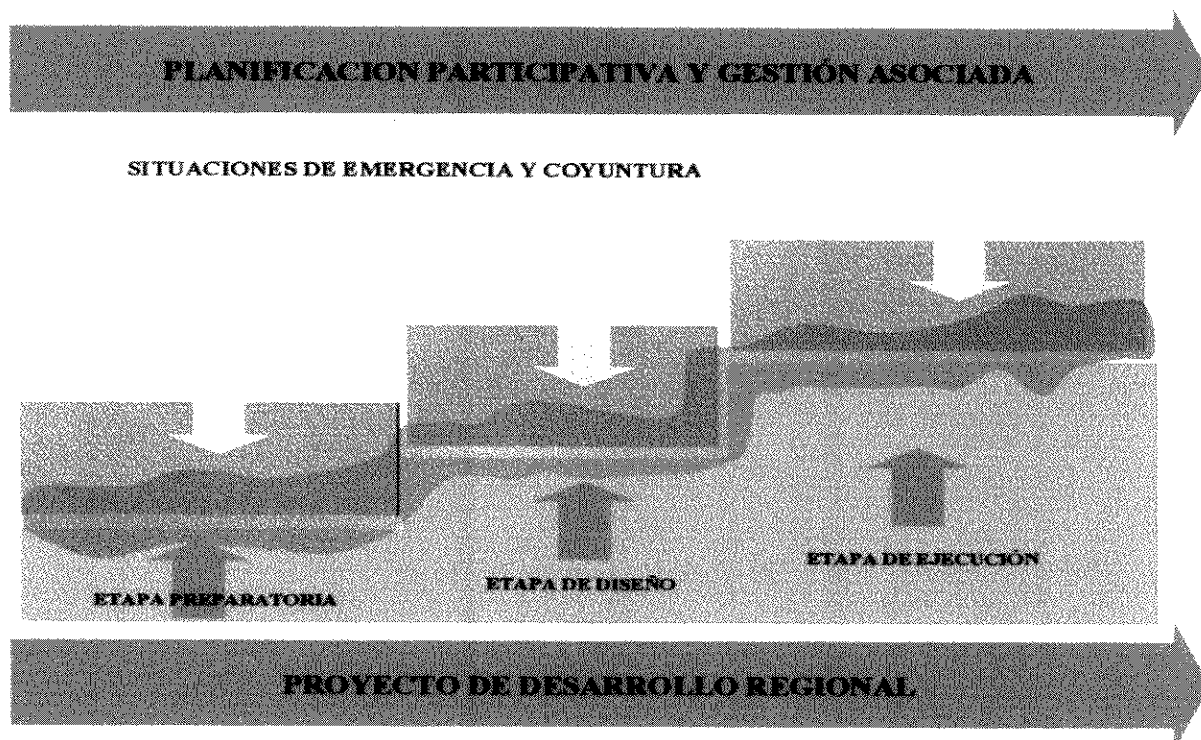 PLANIFICACION PARTICIPATIVA Y GESTIÓN ASOCIADA
SITUACIONES DE EMERGENCIA Y COYUNTURA
ETAPA DE EJECUCIÓN
ETAPA DE DISEÑO
ETAPA PREPARATORIA
PROYECTO DE DESARROLLO REGIONAL